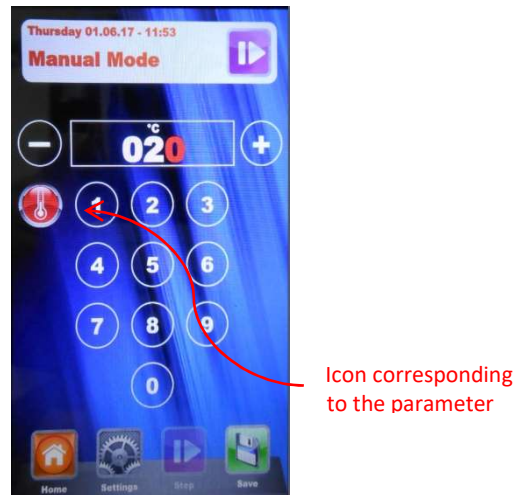 Thursday 01.06.17 - 11:53
Manual Mode
°C
020
1 2 3
4 5 6
7 8 9
0
Icon corresponding
to the parameter
Home Settings Step Save